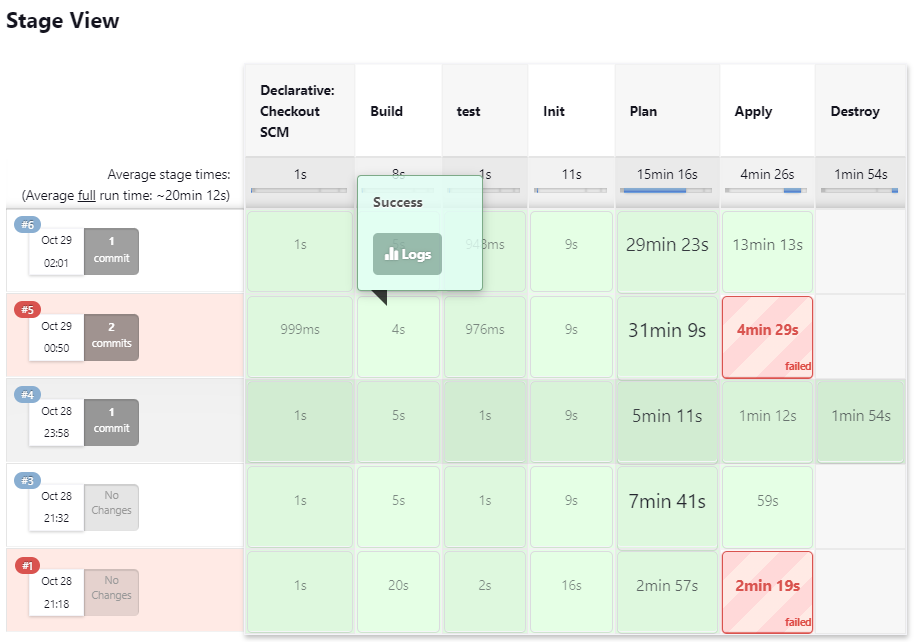 Stage View
Declarative:
Checkout
SCM
Build
test
Init
Plan
Apply
Destroy
Average stage times:
(Average full run time: ~20min 12s)
1s
8s
1s
11s
15min 16s
4min 26s
1min 54s
Success
Logs
#6
Oct 29
02:01
1
commit
1s
943ms
9s
29min 23s
13min 13s
#5
Oct 29
00:50
2
commits
999ms
4s
976ms
9s
31min 9s
4min 29s
failed
#4
Oct 28
23:58
1
commit
1s
5s
1s
9s
5min 11s
1min 12s
1min 54s
#3
Oct 28
21:32
No
Changes
1s
5s
1s
9s
7min 41s
59s
#1
Oct 28
21:18
No
Changes
1s
20s
2s
16s
2min 57s
2min 19s
failed